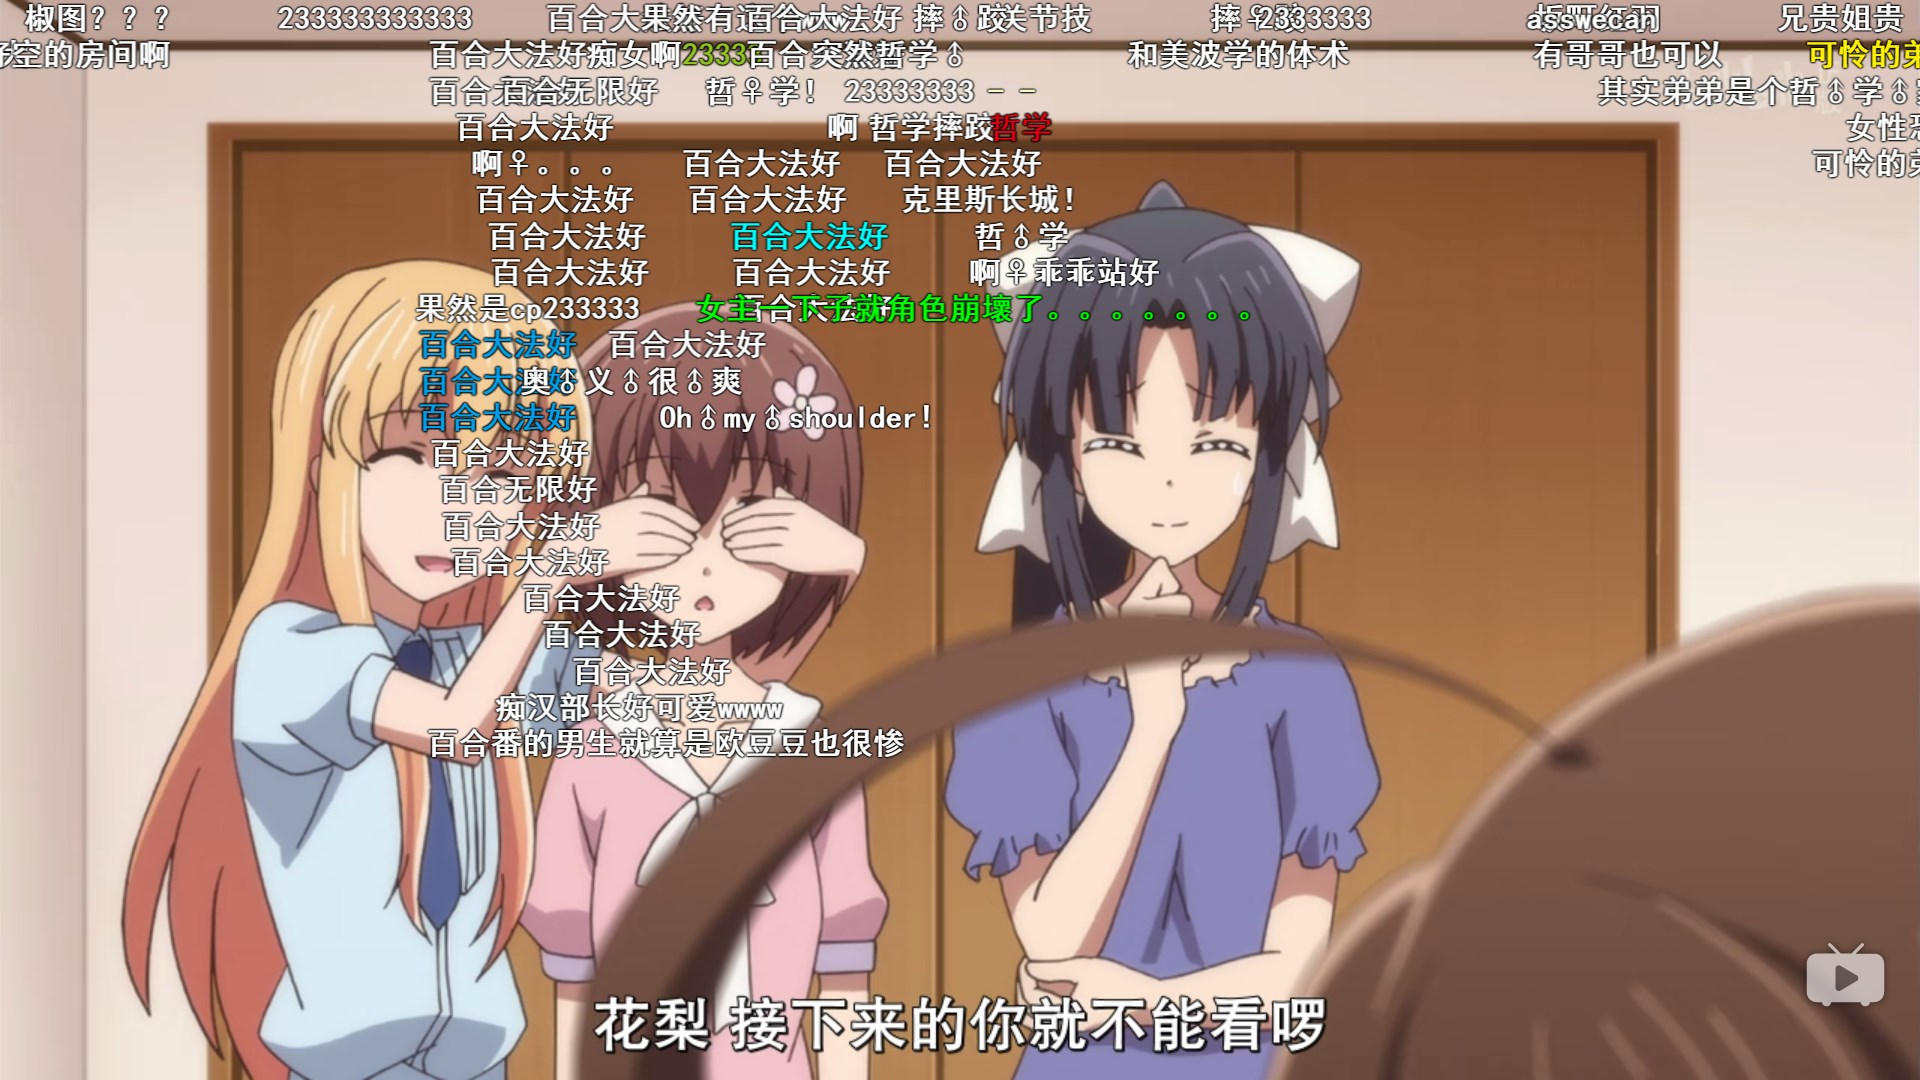 椒图？？？ 233333333333 百合大果然有 百合大法好 摔♂跤 关节技 摔♀ 2333333 asswecan 兄贵姐贵
空的房间啊 百合大法好 痴女啊 2333 百合突然哲学♂ 和美波学的体术 有哥哥也可以 可怜的弟
百合 百合无限好 哲♀学！ 23333333－－ 其实弟弟是个哲♂学♂
百合大法好 啊 哲学摔跤 哲学 女性
啊♀。。。 百合大法好 百合大法好 可怜的弟
百合大法好 百合大法好 克里斯长城！
百合大法好 百合大法好 哲♂学
百合大法好 百合大法好 啊♀乖乖站好
果然是cp233333 女主一下子就角色崩壞了。。。。。。。
百合大法好 百合大法好
百合大 奥♂义♂很♂爽
百合大法好 Oh♂my♂shoulder！
百合大法好
百合无限好
百合大法好
百合大法好
百合大法好
百合大法好
百合大法好
痴汉部长好可爱wwww
百合番的男生就算是欧豆豆也很惨
花梨 接下来的你就不能看啰